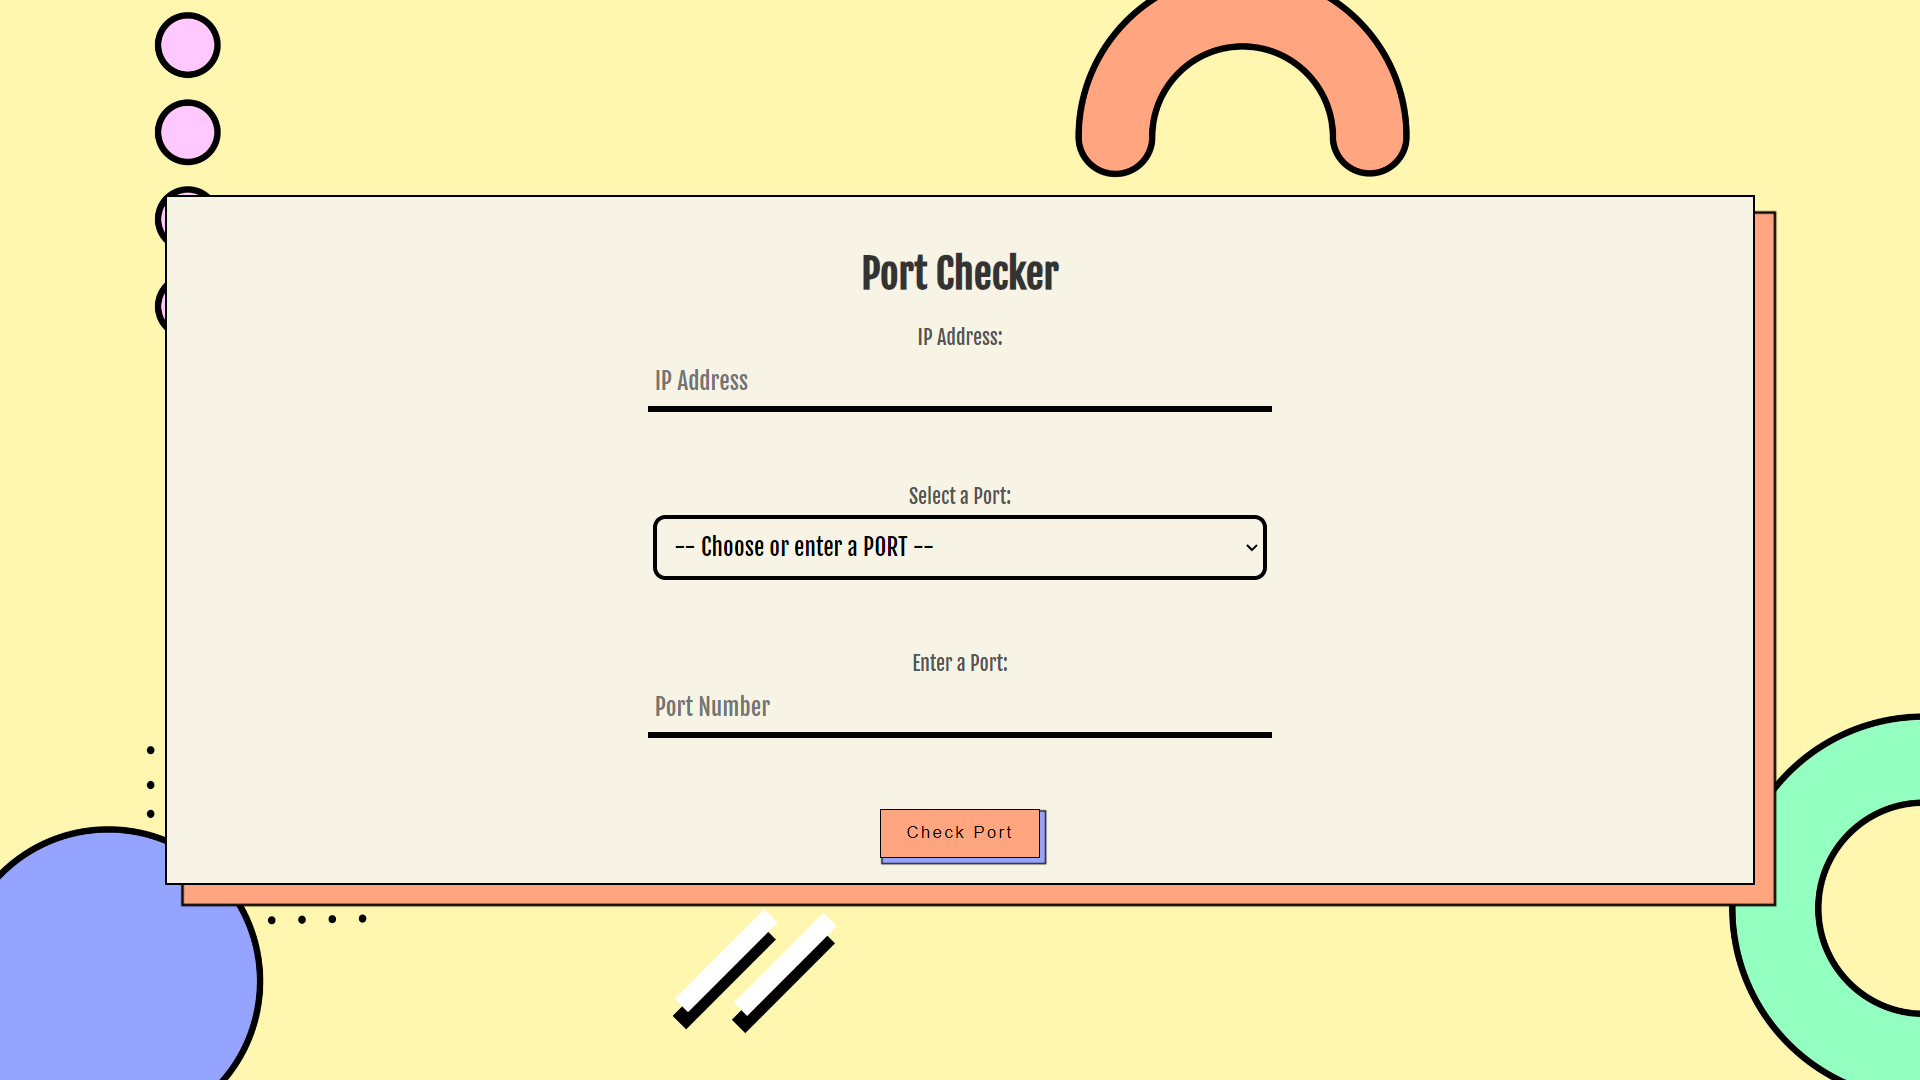 Port Checker
IP Address:
IP Address
Select a Port:
-- Choose or enter a PORT --
Enter a Port:
Port Number
Check Port